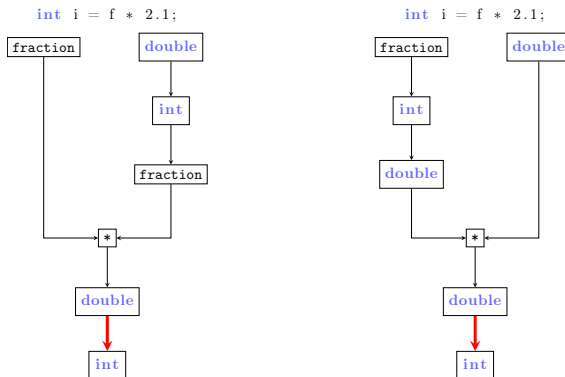 int i = f * 2.1;
fraction
double
int
fraction
*
double
int
int i = f * 2.1;
fraction
double
int
double
*
double
int